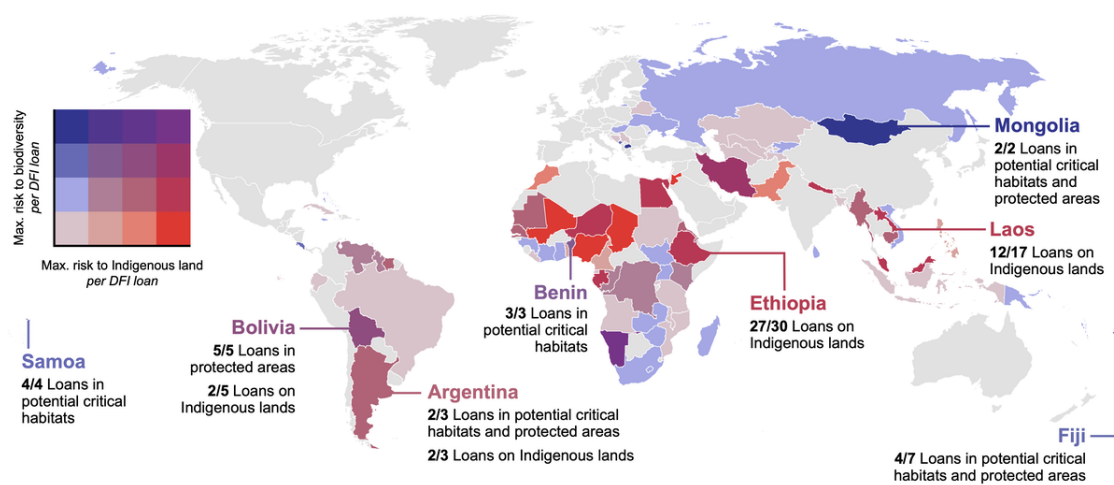 Max. risk to biodiversity
per DFI loan
Max. risk to Indigenous land
per DFI loan
Mongolia
2/2 Loans in
potential critical
habitats and
protected areas
Laos
12/17 Loans on
Indigenous lands
Benin
3/3 Loans in
potential critical
habitats
Ethiopia
27/30 Loans on
Indigenous lands
Bolivia
5/5 Loans in
protected areas
2/5 Loans on
Indigenous lands
Samoa
4/4 Loans in
potential critical
habitats
Argentina
2/3 Loans in potential critical
habitats and protected areas
2/3 Loans on Indigenous lands
Fiji
4/7 Loans in potential critical
habitats and protected areas